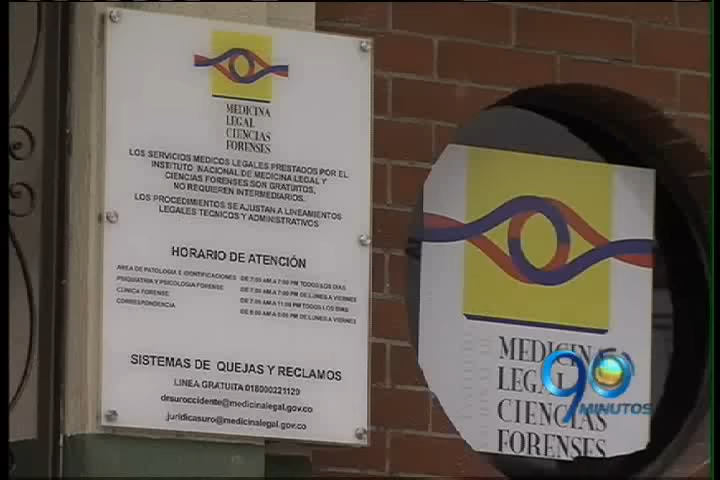 MEDICINA
LEGAL
CIENCIAS
FORENSES
LOS SERVICIOS MEDICOS LEGALES PRESTADOS POR EL
INSTITUTO NACIONAL DE MEDICINA LEGAL Y
CIENCIAS FORENSES SON GRATUITOS,
NO REQUIEREN INTERMEDIARIOS.
LOS PROCEDIMIENTOS SE AJUSTAN A LINEAMIENTOS
LEGALES TECNICOS Y ADMINISTRATIVOS
HORARIO DE ATENCIÓN
AREA DE PATOLOGIA E IDENTIFICACIONES DE 7:00 AM A 7:00 PM TODOS LOS DIAS
PSIQUIATRIA Y PSICOLOGIA FORENSE DE 7:00 AM A 7:00 PM DE LUNES A VIERNES
CLINICA FORENSE DE 7:00 AM A 11:00 PM TODOS LOS DIAS
CORRESPONDENCIA DE 8:00 AM A 5:00 PM DE LUNES A VIERNES
SISTEMAS DE QUEJAS Y RECLAMOS
LINEA GRATUITA 018000221120
drsuroccidente@medicinalegal.gov.co
juridicasuro@medicinalegal.gov.co
MEDICINA
LEGAL
CIENCIAS
FORENSES
90
MINUTOS